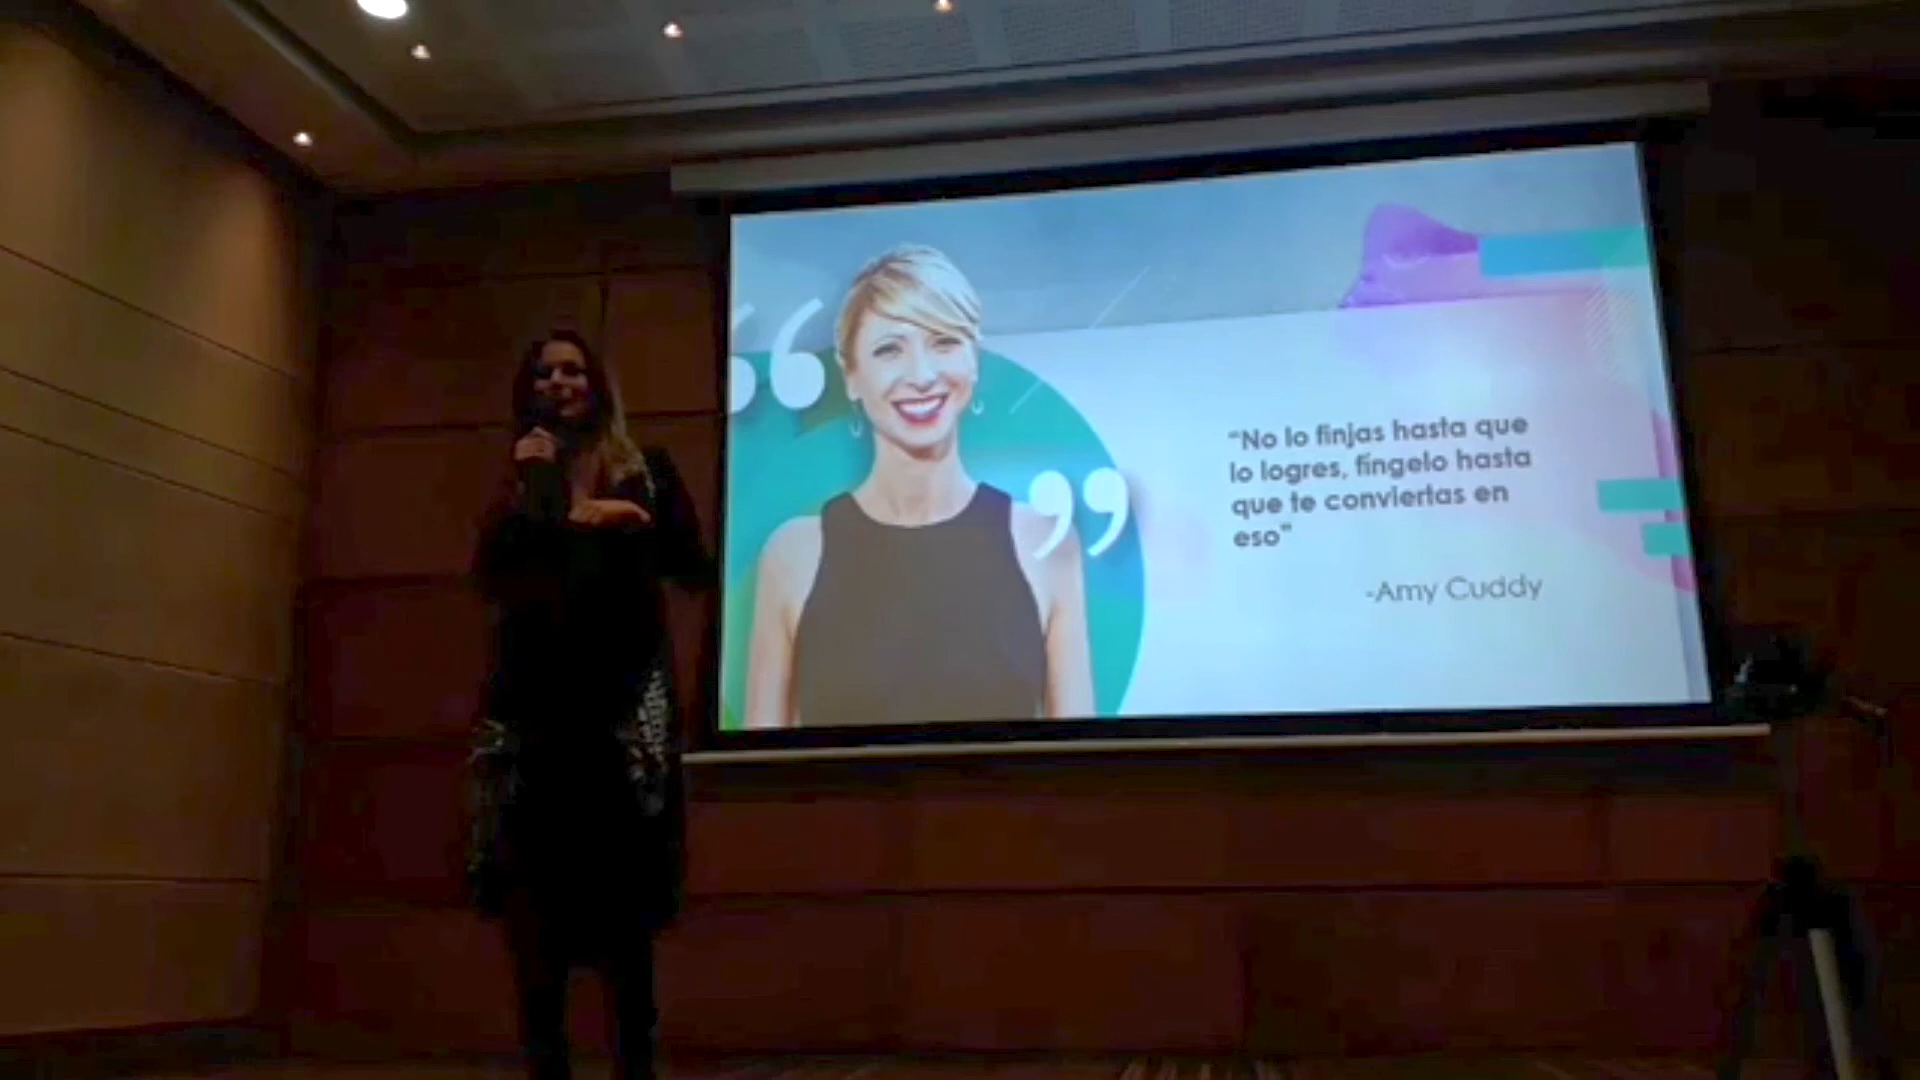 “No lo finjas hasta que
lo logres, fíngelo hasta
que te conviertas en
eso”
-Amy Cuddy